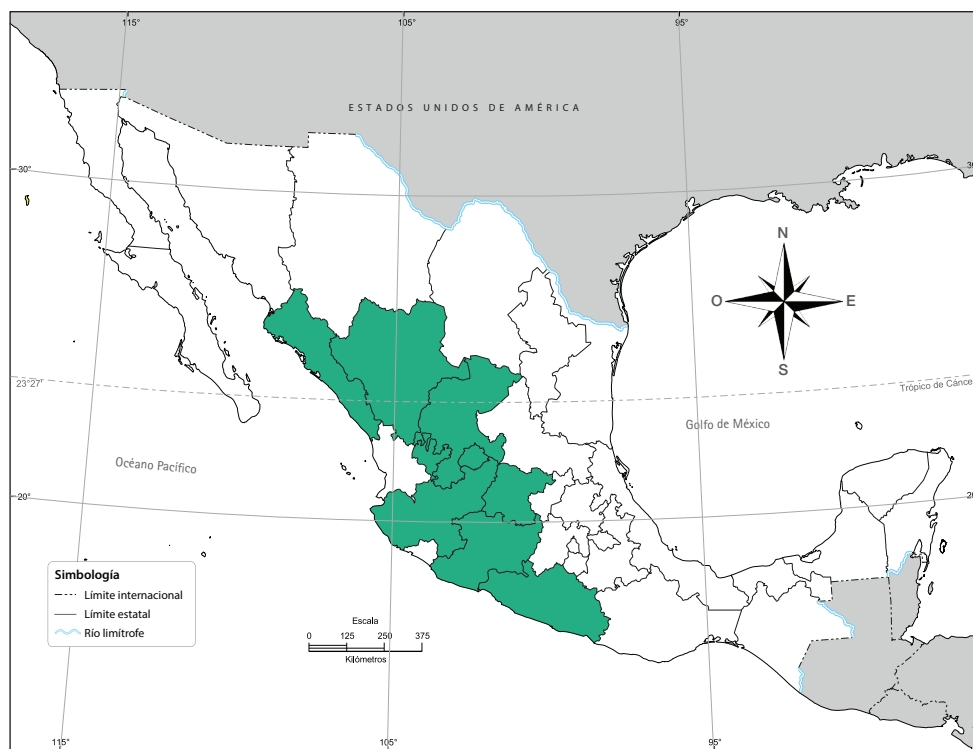 115°
105°
95°
ESTADOS UNIDOS DE AMÉRICA
30°
N
O
E
S
23°27'
Trópico de Cánce
Golfo de México
Océano Pacífico
20°
Simbología
Límite internacional
Límite estatal
Río limítrofe
Escala
0 125 250 375
Kilómetros
115°
105°
95°